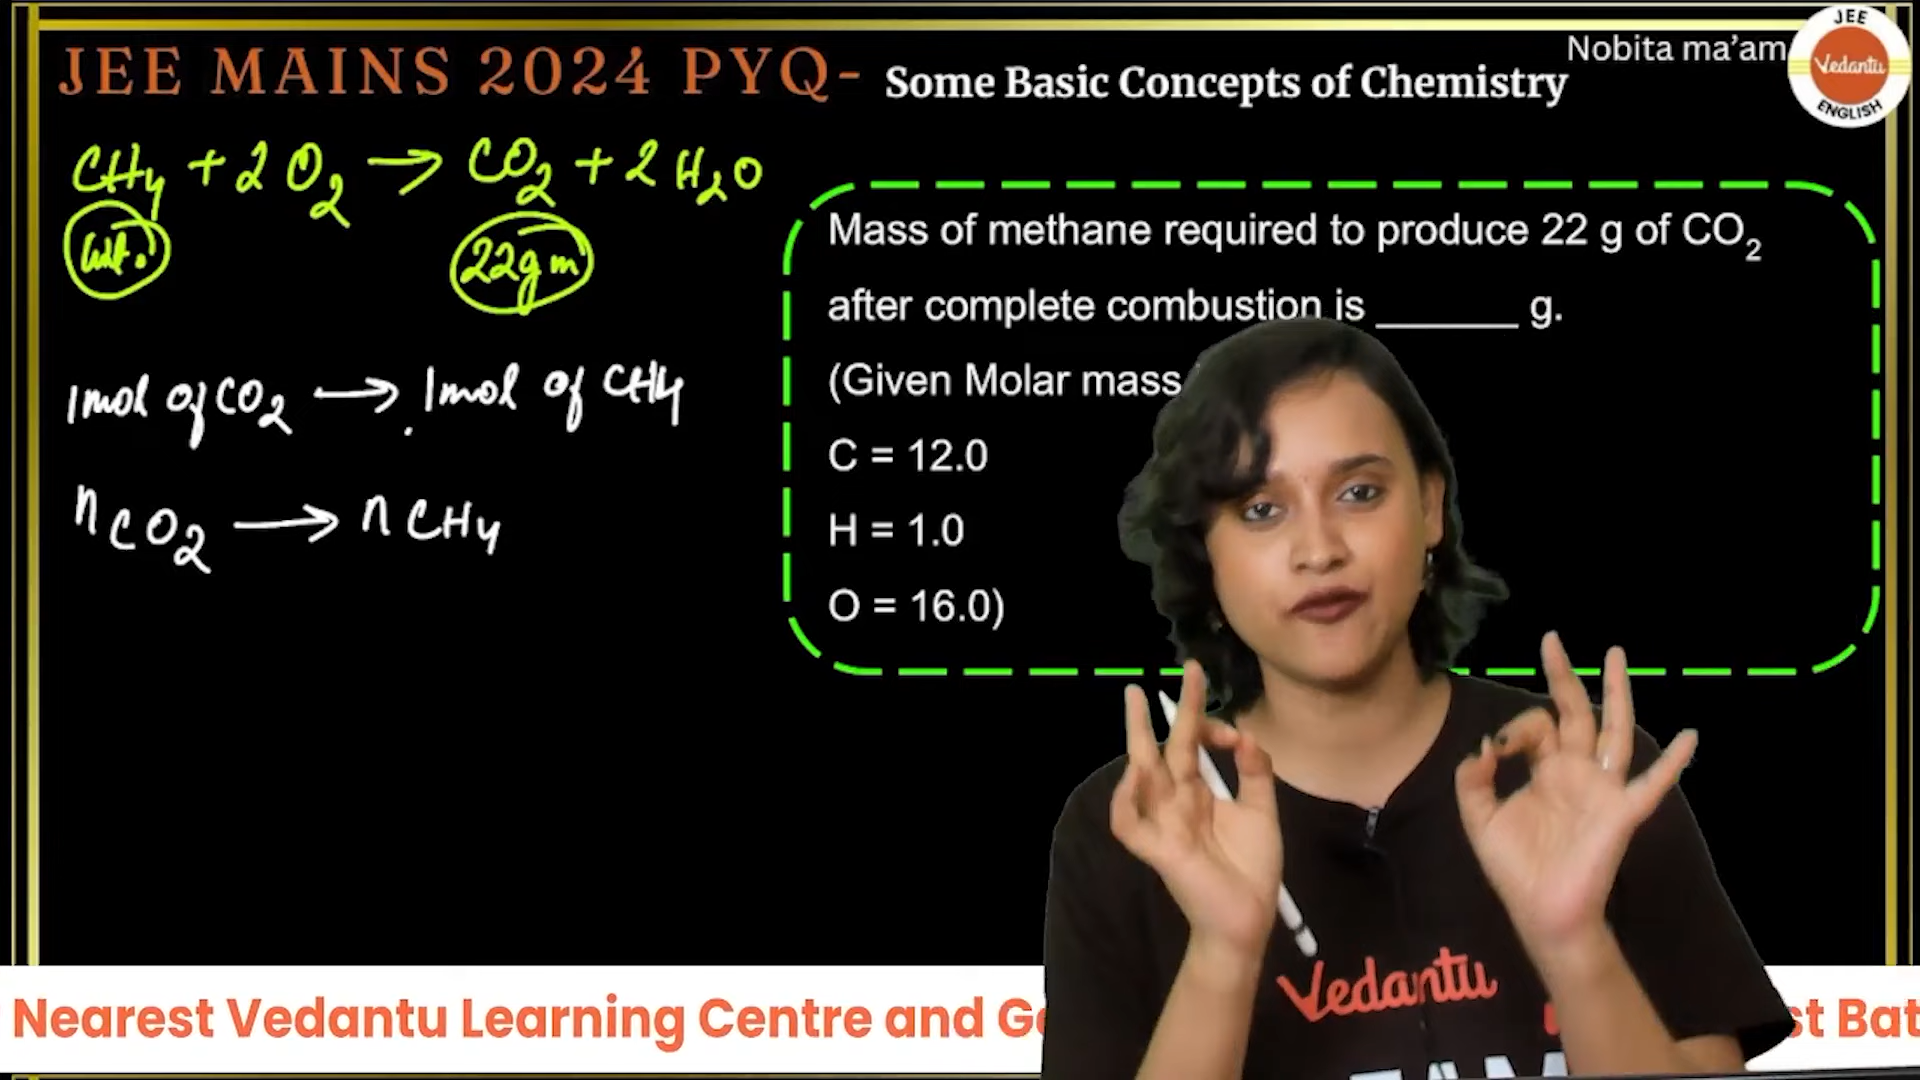 JEE MAINS 2024 PYQ- Some Basic Concepts of Chemistry
Nobita ma'am
JEE
Vedantu
ENGLISH
CH4 + 2O2 → CO2 + 2H2O
wt.
22gm
1mol of CO2 → 1mol of CH4
nCO2 → nCH4
Mass of methane required to produce 22 g of CO2
after complete combustion is ______ g.
(Given Molar mass
C = 12.0
H = 1.0
O = 16.0)
Vedantu
Nearest Vedantu Learning Centre and G
st Bat